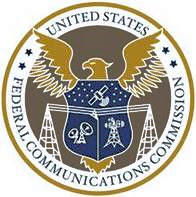 UNITED STATES
FEDERAL COMMUNICATIONS COMMISSION